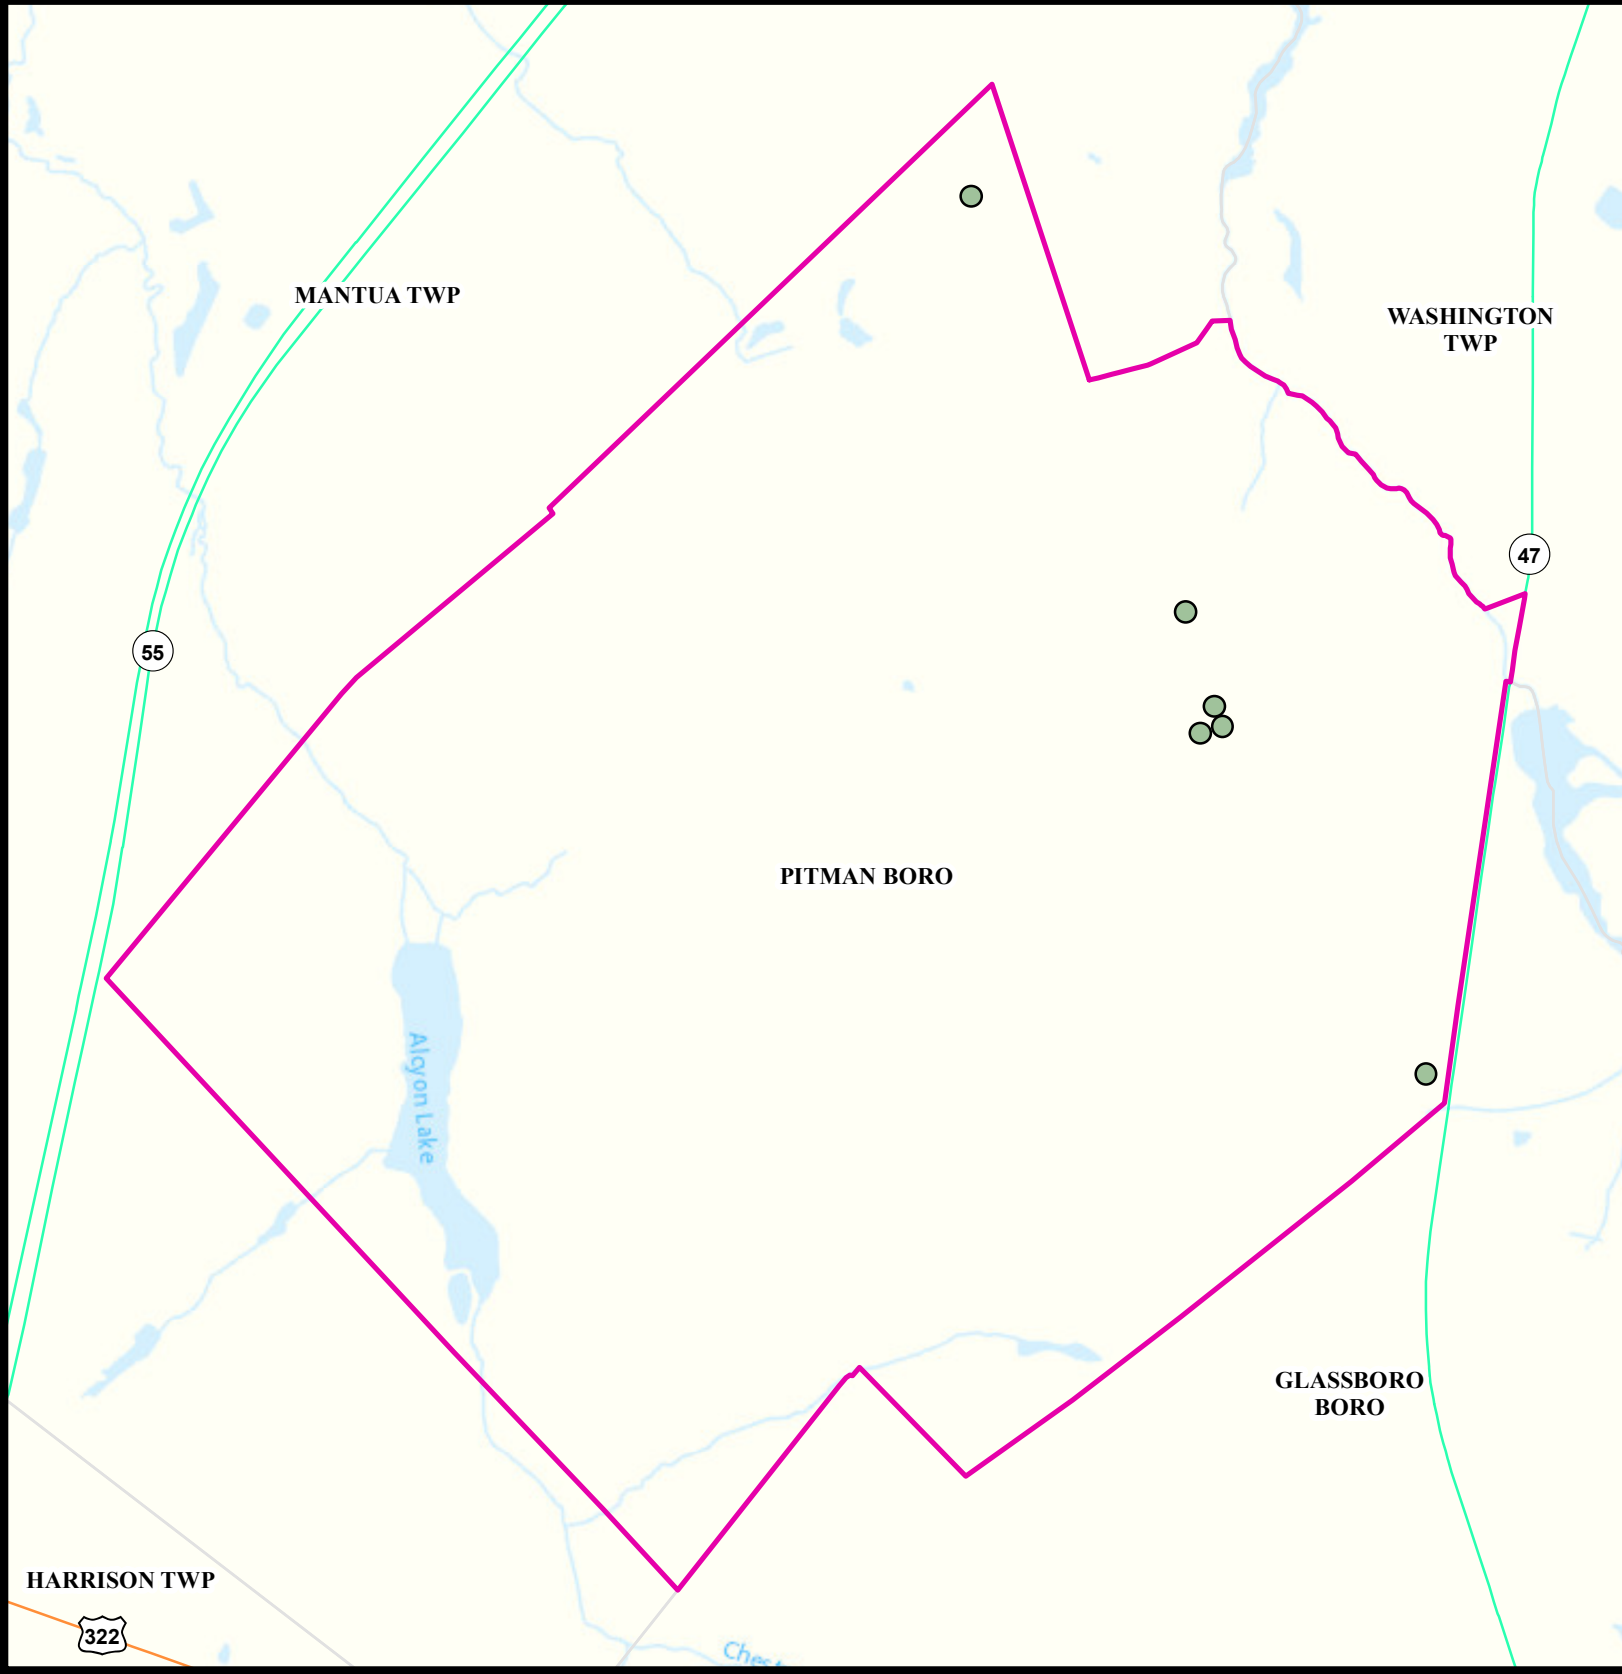 MANTUA TWP
WASHINGTON
TWP
47
55
PITMAN BORO
Alcyon Lake
GLASSBORO
BORO
HARRISON TWP
322